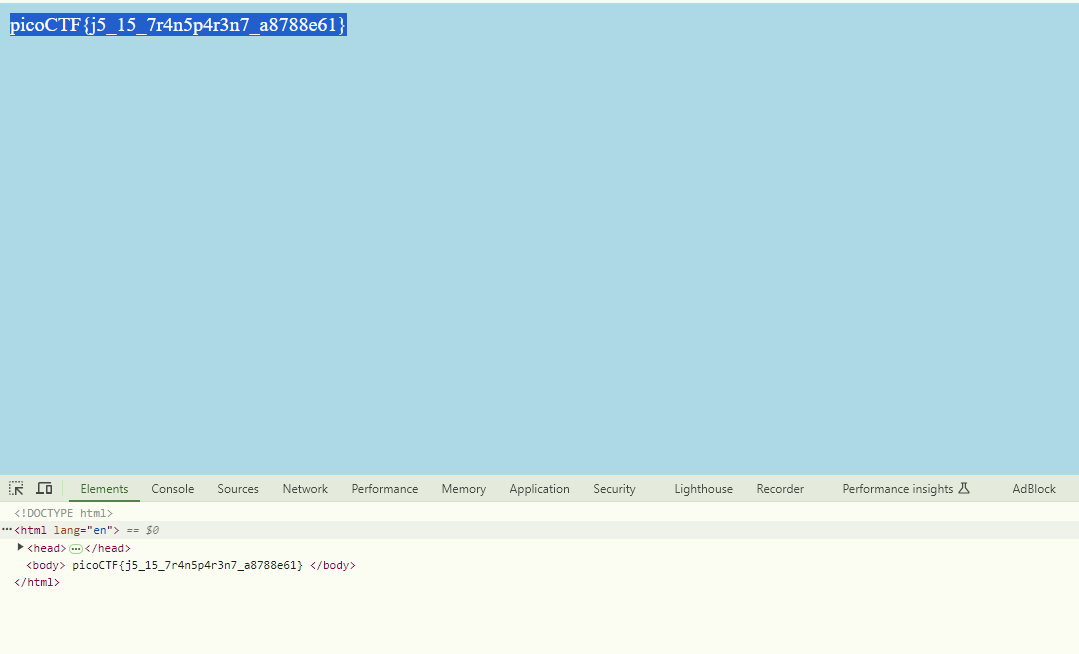 picoCTF{j5_15_7r4n5p4r3n7_a8788e61}
Elements Console Sources Network Performance Memory Application Security Lighthouse Recorder Performance insights AdBlock
<!DOCTYPE html>
···<html lang="en"> == $0
<head>···</head>
<body> picoCTF{j5_15_7r4n5p4r3n7_a8788e61} </body>
</html>